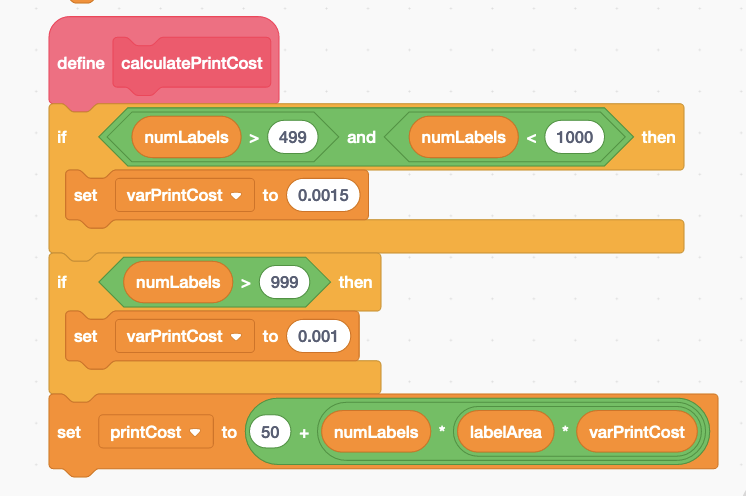 define calculatePrintCost
if numLabels > 499 and numLabels < 1000 then
set varPrintCost to 0.0015
if numLabels > 999 then
set varPrintCost to 0.001
set printCost to 50 + numLabels * labelArea * varPrintCost